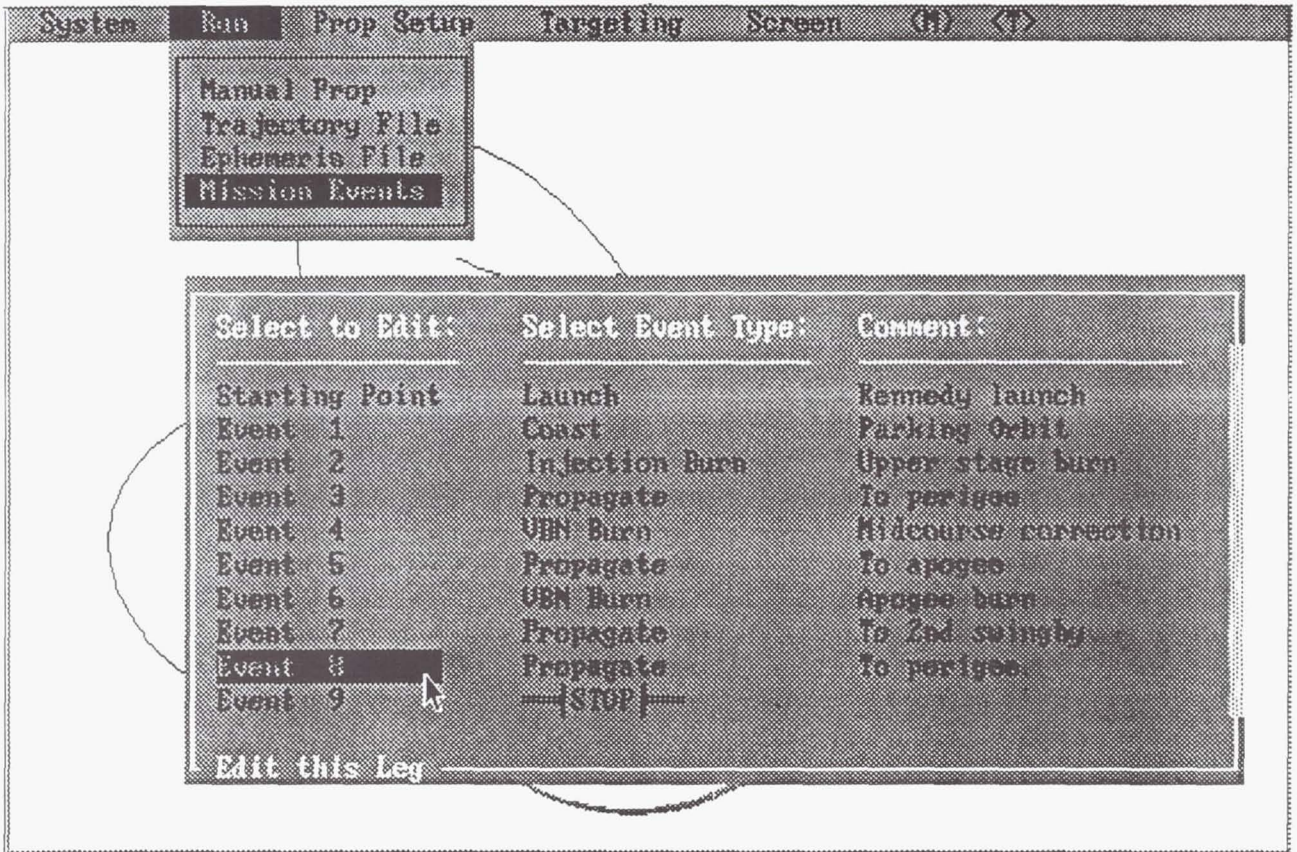 System Run Prop Setup Targeting Screen <M> <T>
Manual Prop
Trajectory File
Ephemeris File
Mission Events
Select to Edit: Select Event Type: Comment:
Starting Point Launch Kennedy launch
Event 1 Coast Parking Orbit
Event 2 Injection Burn Upper stage burn
Event 3 Propagate To perigee
Event 4 VBN Burn Midcourse correction
Event 5 Propagate To apogee
Event 6 VBN Burn Apogee burn
Event 7 Propagate To 2nd swingby
Event 8 Propagate To perigee
Event 9 STOP
Edit this Leg